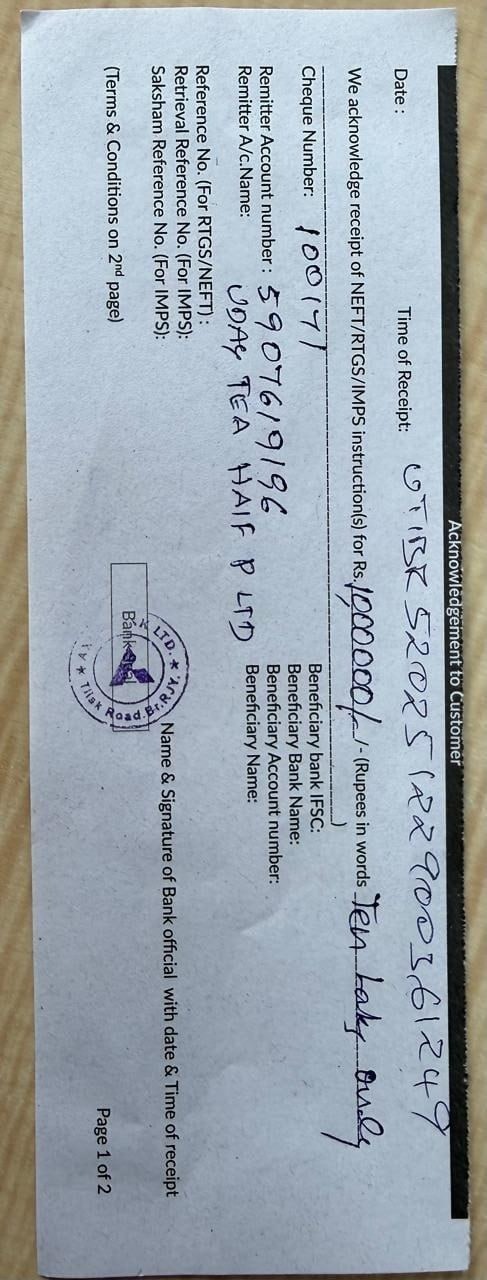 Acknowledgement to Customer
Date : Time of Receipt: UTIBR52025122900361249
We acknowledge receipt of NEFT/RTGS/IMPS instruction(s) for Rs. 1000000/- /- (Rupees in words Ten Lakh Only
)
Cheque Number: 100171
Beneficiary bank IFSC:
Beneficiary Bank Name:
Remitter Account number : 5907619196 Beneficiary Account number:
Remitter A/c.Name: UDAY TEA HAIF P LTD Beneficiary Name:
Reference No. (For RTGS/NEFT) :
Retrieval Reference No. (For IMPS):
Saksham Reference No. (For IMPS):
Name & Signature of Bank official with date & Time of receipt
Bank
LTD. * Tilak Road.Br.
(Terms & Conditions on 2nd page)
Page 1 of 2